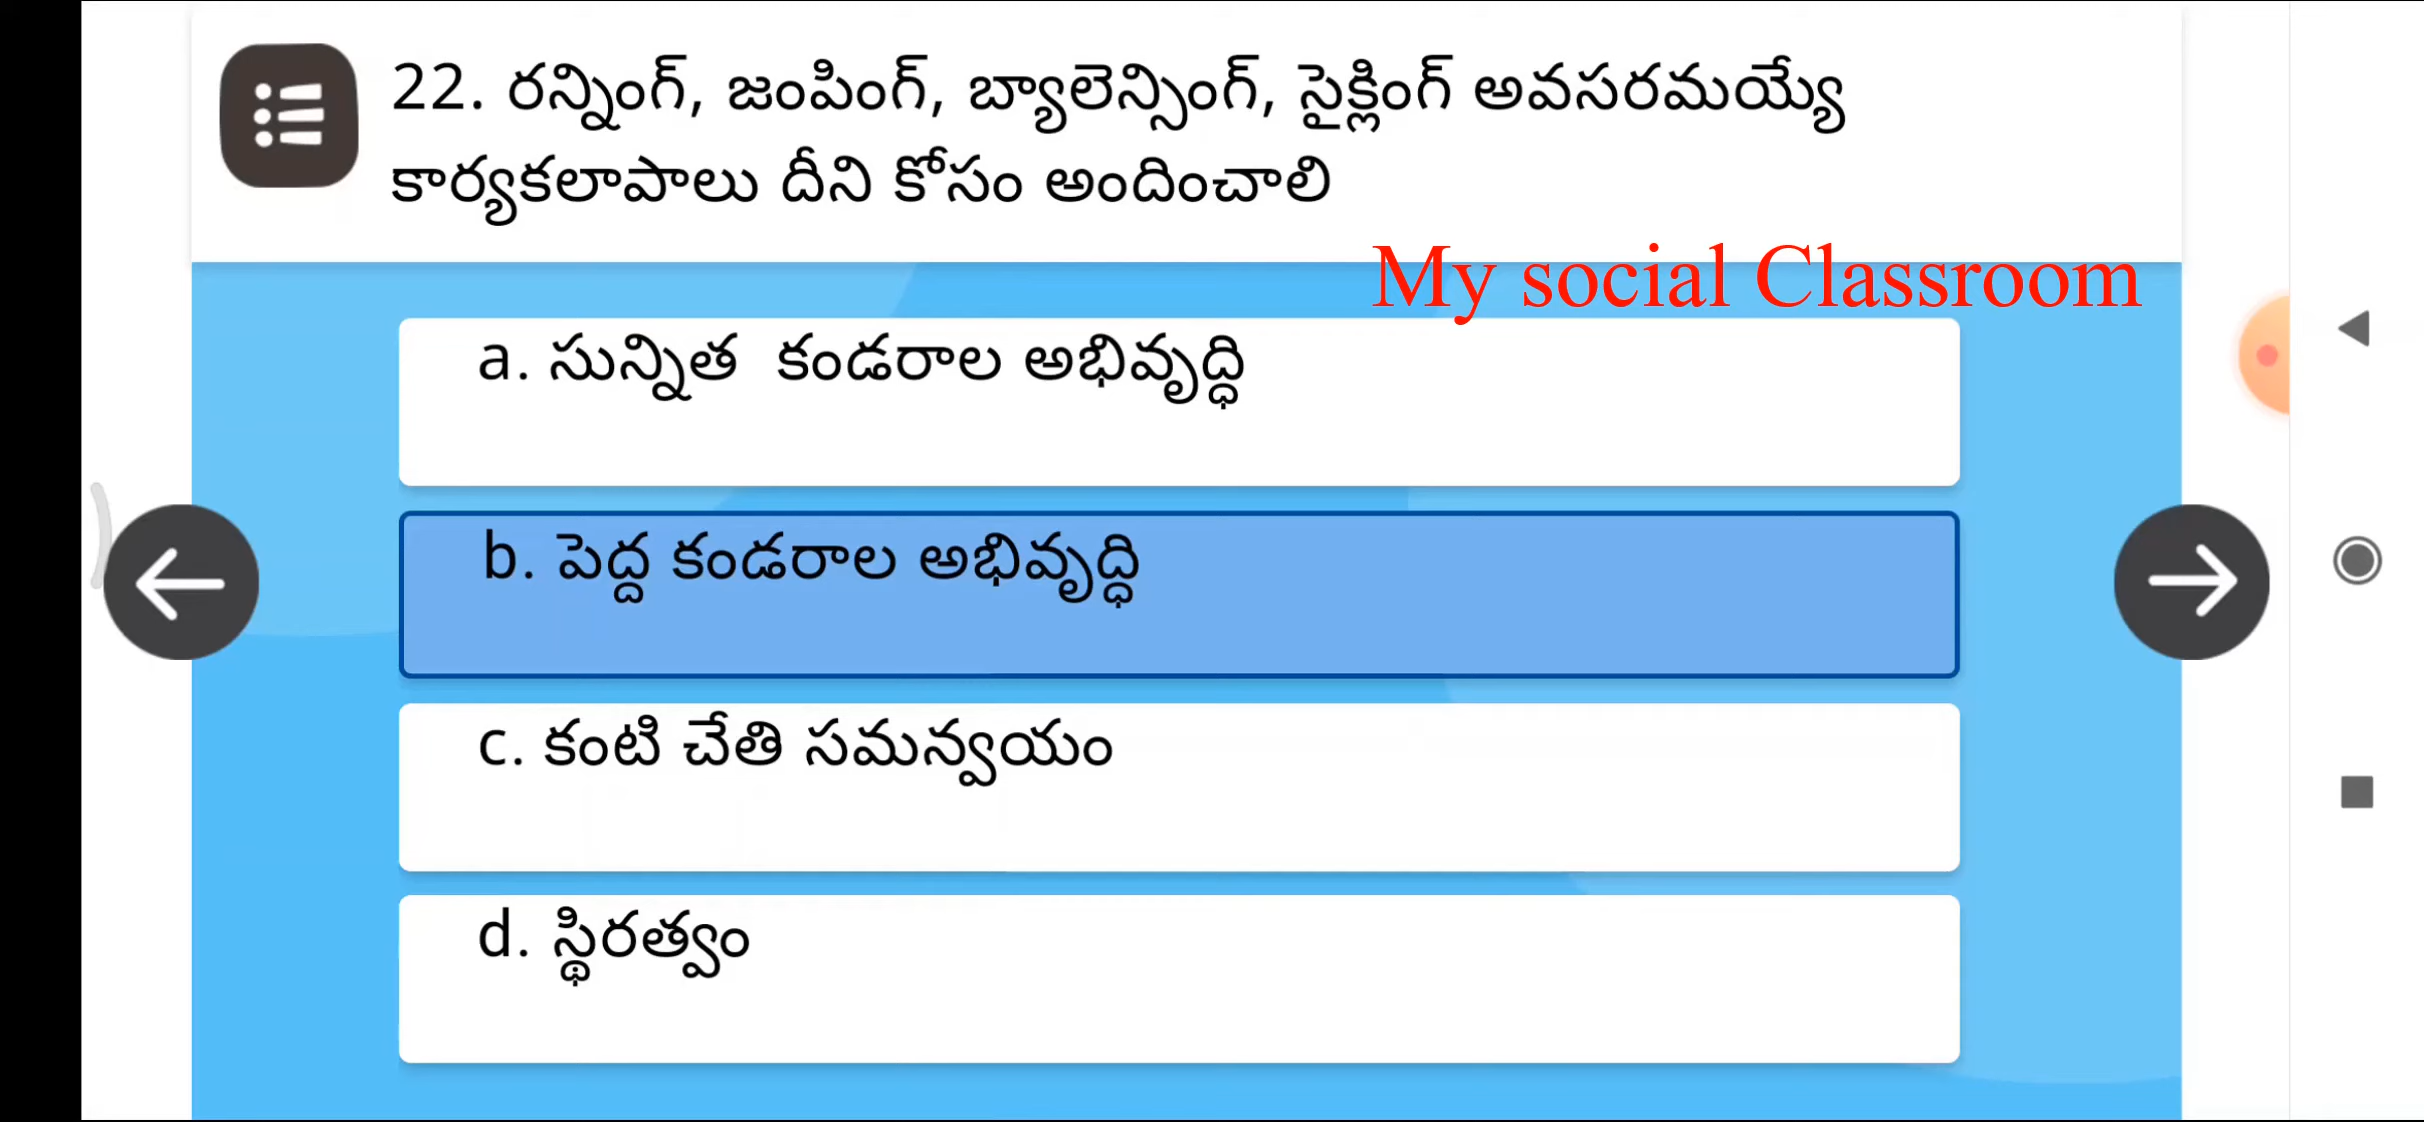 22. రన్నింగ్, జంపింగ్, బ్యాలెన్సింగ్, సైక్లింగ్ అవసరమయ్యే
కార్యకలాపాలు దీని కోసం అందించాలి
My social Classroom
a. సున్నిత కండరాల అభివృద్ధి
b. పెద్ద కండరాల అభివృద్ధి
c. కంటి చేతి సమన్వయం
d. స్థిరత్వం